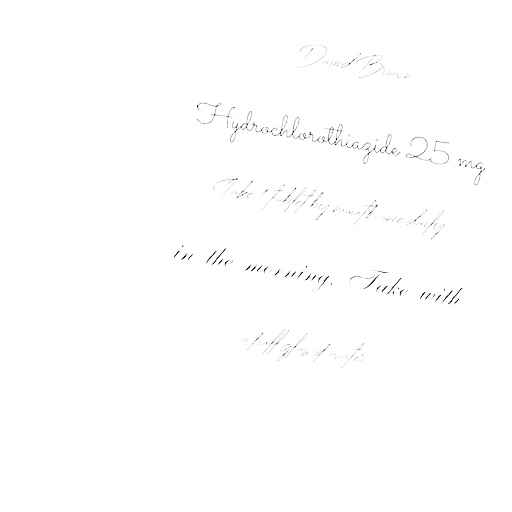 David Brown
Hydrochlorothiazide 25 mg
Take 1 tablet by mouth once daily
in the morning. Take with
a full glass of water